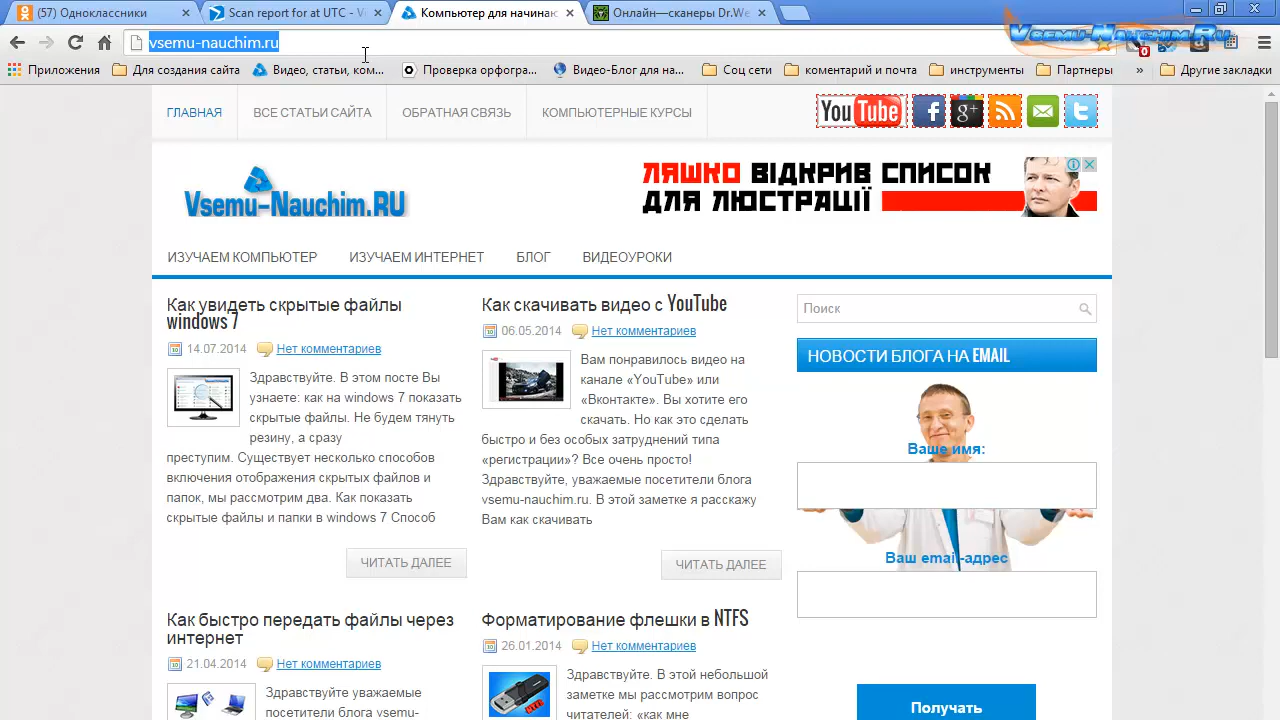 (57) Одноклассники
Scan report for at UTC - Vi
Компьютер для начинаю
Онлайн—сканеры Dr.We
vsemu-nauchim.ru
Vsemu-Nauchim.Ru
0
Приложения
Для создания сайта
Видео, статьи, ком...
Проверка орфогра...
Видео-Блог для на...
Соц сети
коментарий и почта
инструменты
Партнеры
»
Другие закладки
ГЛАВНАЯ
ВСЕ СТАТЬИ САЙТА
ОБРАТНАЯ СВЯЗЬ
КОМПЬЮТЕРНЫЕ КУРСЫ
YouTube
Vsemu-Nauchim.RU
ЛЯШКО ВІДКРИВ СПИСОК
ДЛЯ ЛЮСТРАЦІЇ
ИЗУЧАЕМ КОМПЬЮТЕР
ИЗУЧАЕМ ИНТЕРНЕТ
БЛОГ
ВИДЕОУРОКИ
Как увидеть скрытые файлы
windows 7
14.07.2014
Нет комментариев
Здравствуйте. В этом посте Вы
узнаете: как на windows 7 показать
скрытые файлы. Не будем тянуть
резину, а сразу
преступим. Существует несколько способов
включения отображения скрытых файлов и
папок, мы рассмотрим два. Как показать
скрытые файлы и папки в windows 7 Способ
ЧИТАТЬ ДАЛЕЕ
Как скачивать видео с YouTube
06.05.2014
Нет комментариев
Вам понравилось видео на
канале «YouTube» или
«Вконтакте». Вы хотите его
скачать. Но как это сделать
быстро и без особых затруднений типа
«регистрации»? Все очень просто!
Здравствуйте, уважаемые посетители блога
vsemu-nauchim.ru. В этой заметке я расскажу
Вам как скачивать
ЧИТАТЬ ДАЛЕЕ
Поиск
НОВОСТИ БЛОГА НА EMAIL
Ваше имя:
Ваш email-адрес
Получать
Как быстро передать файлы через
интернет
21.04.2014
Нет комментариев
Здравствуйте уважаемые
посетители блога vsemu-
Форматирование флешки в NTFS
26.01.2014
Нет комментариев
Здравствуйте. В этой небольшой
заметке мы рассмотрим вопрос
читателей: «как мне